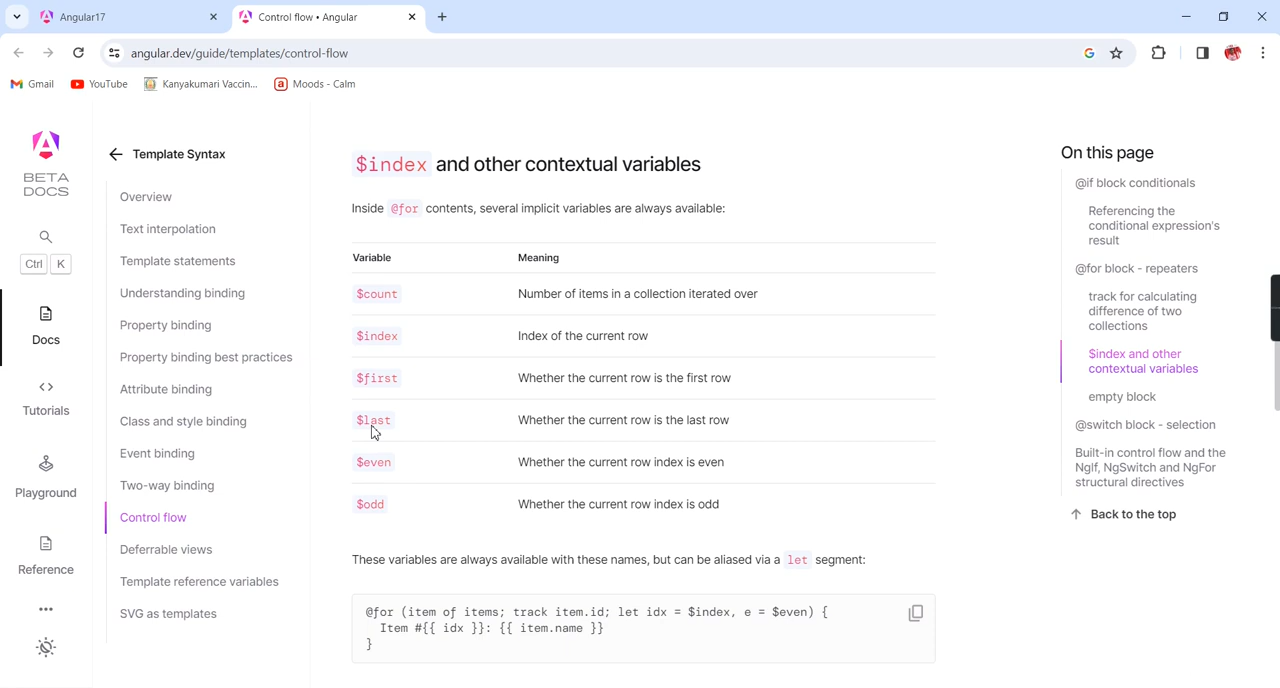 Angular17
Control flow • Angular
angular.dev/guide/templates/control-flow
Gmail
YouTube
Kanyakumari Vaccin...
a Moods - Calm
BETA
DOCS
Ctrl K
Docs
Tutorials
Playground
Reference
Template Syntax
Overview
Text interpolation
Template statements
Understanding binding
Property binding
Property binding best practices
Attribute binding
Class and style binding
Event binding
Two-way binding
Control flow
Deferrable views
Template reference variables
SVG as templates
$index and other contextual variables
Inside @for contents, several implicit variables are always available:
Variable Meaning
$count Number of items in a collection iterated over
$index Index of the current row
$first Whether the current row is the first row
$last Whether the current row is the last row
$even Whether the current row index is even
$odd Whether the current row index is odd
These variables are always available with these names, but can be aliased via a let segment:
@for (item of items; track item.id; let idx = $index, e = $even) {
Item #{{ idx }}: {{ item.name }}
}
On this page
@if block conditionals
Referencing the
conditional expression's
result
@for block - repeaters
track for calculating
difference of two
collections
$index and other
contextual variables
empty block
@switch block - selection
Built-in control flow and the
NgIf, NgSwitch and NgFor
structural directives
Back to the top